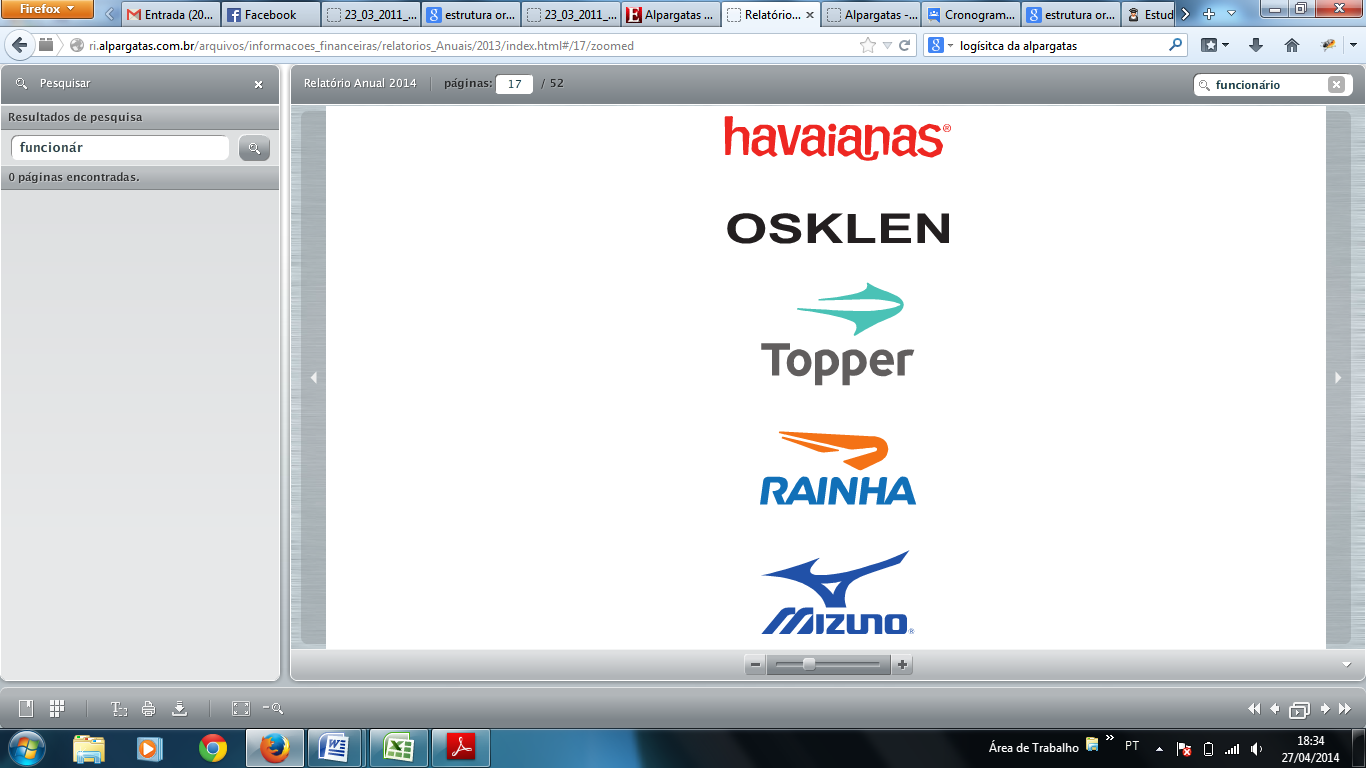 Firefox
Entrada (20...
Facebook
23_03_2011_...
estrutura or...
23_03_2011_...
Alpargatas ...
Relatório...
Alpargatas -...
Cronogram...
estrutura or...
Estud
ri.alpargatas.com.br/arquivos/informacoes_financeiras/relatorios_Anuais/2013/index.html#/17/zoomed
logísitca da alpargatas
Pesquisar
Relatório Anual 2014
páginas: 17 / 52
funcionário
Resultados de pesquisa
funcionár
0 páginas encontradas.
havaianas®
OSKLEN
Topper
RAINHA
MIZUNO®
Área de Trabalho
PT
18:34
27/04/2014